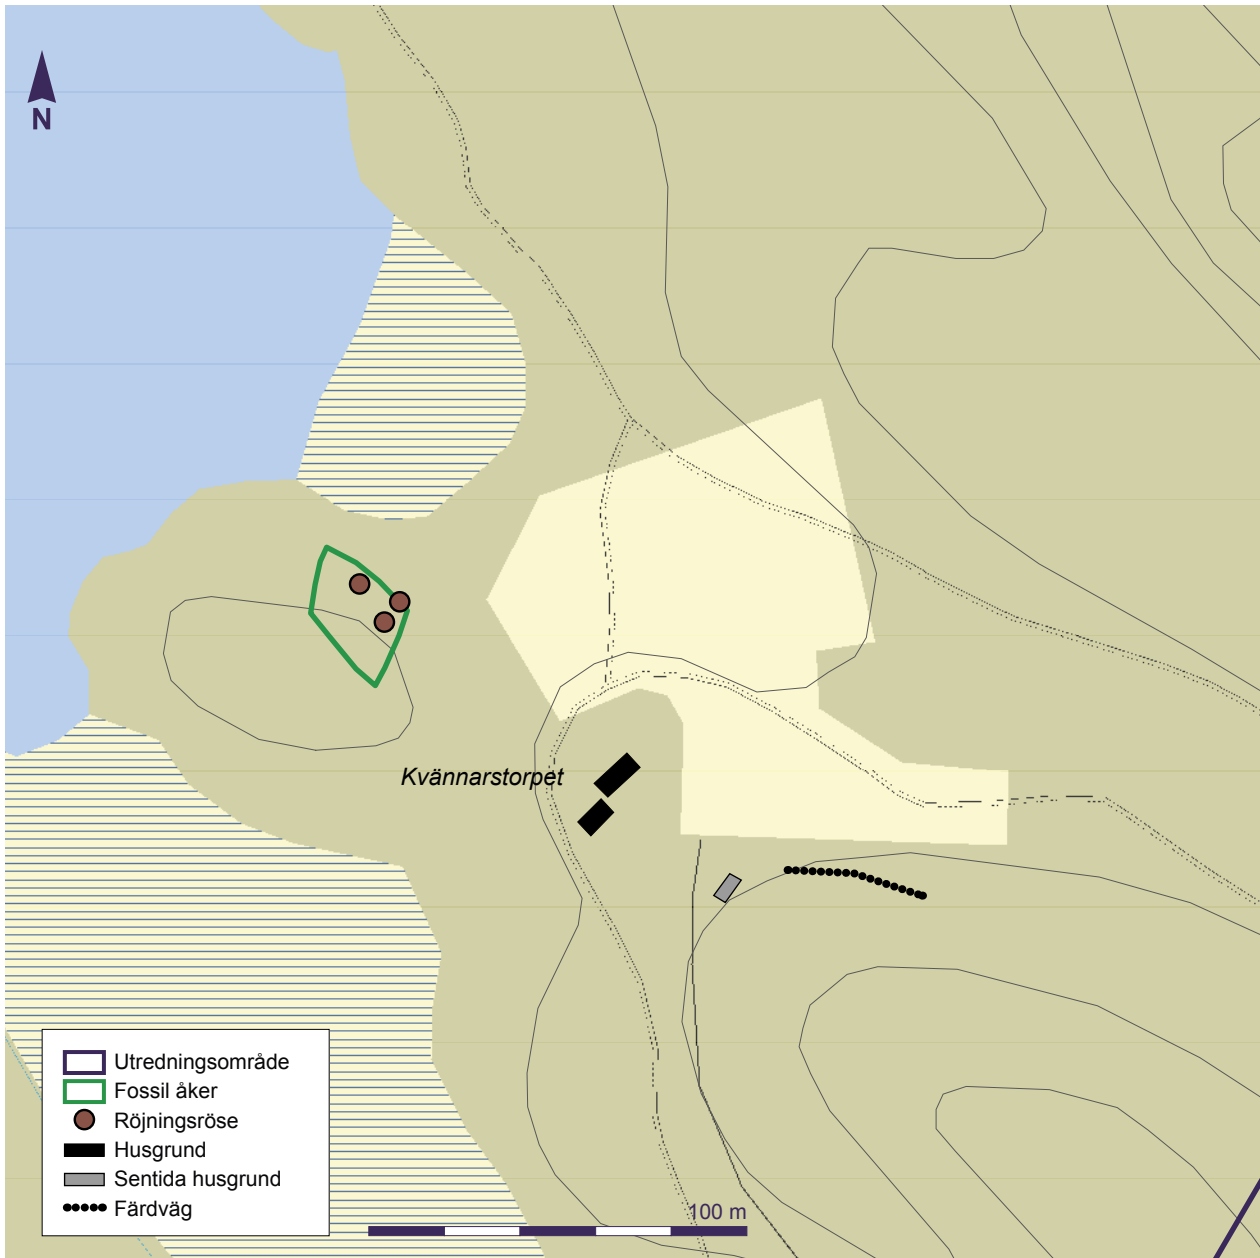 N
Kvännarstorpet
Utredningsområde
Fossil åker
Röjningsröse
Husgrund
Sentida husgrund
Färdväg
100 m